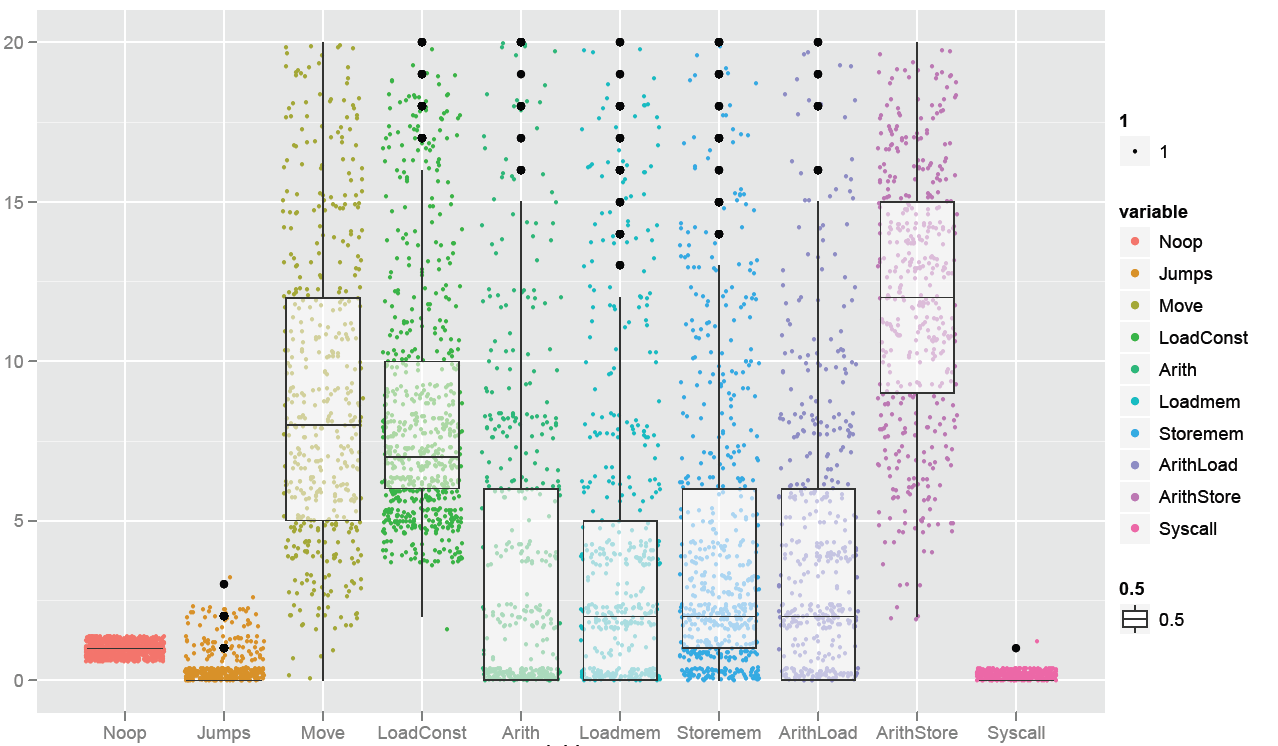 20
15
10
5
0
Noop Jumps Move LoadConst Arith Loadmem Storemem ArithLoad ArithStore Syscall
1
1
variable
Noop
Jumps
Move
LoadConst
Arith
Loadmem
Storemem
ArithLoad
ArithStore
Syscall
0.5
0.5